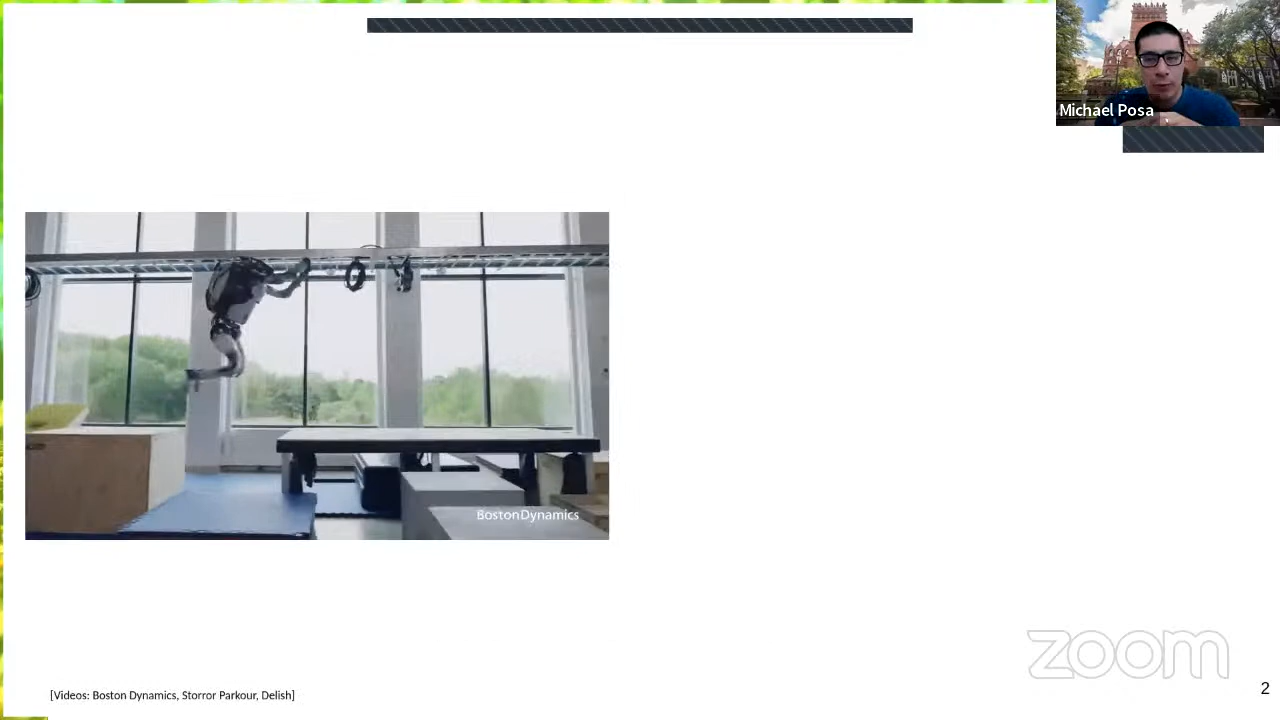 Michael Posa
BostonDynamics
zoom
[Videos: Boston Dynamics, Storror Parkour, Delish]
2